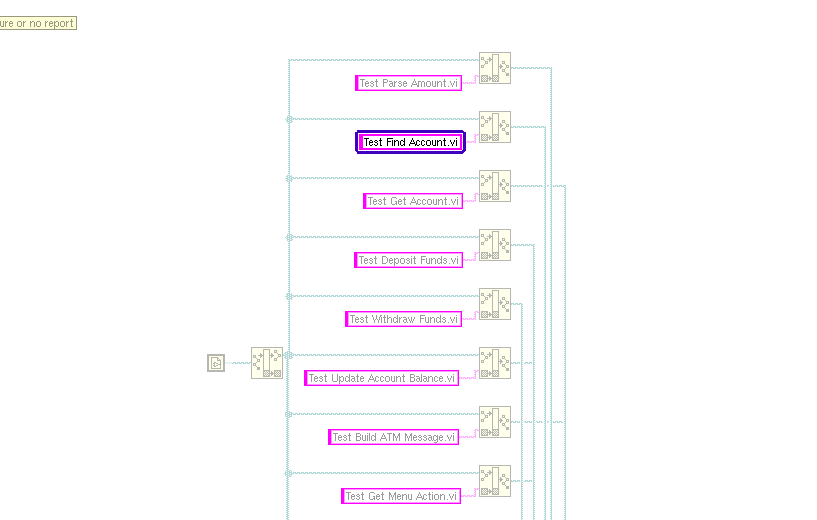 ure or no report
Test Parse Amount.vi
Test Find Account.vi
Test Get Account.vi
Test Deposit Funds.vi
Test Withdraw Funds.vi
Test Update Account Balance.vi
Test Build ATM Message.vi
Test Get Menu Action.vi